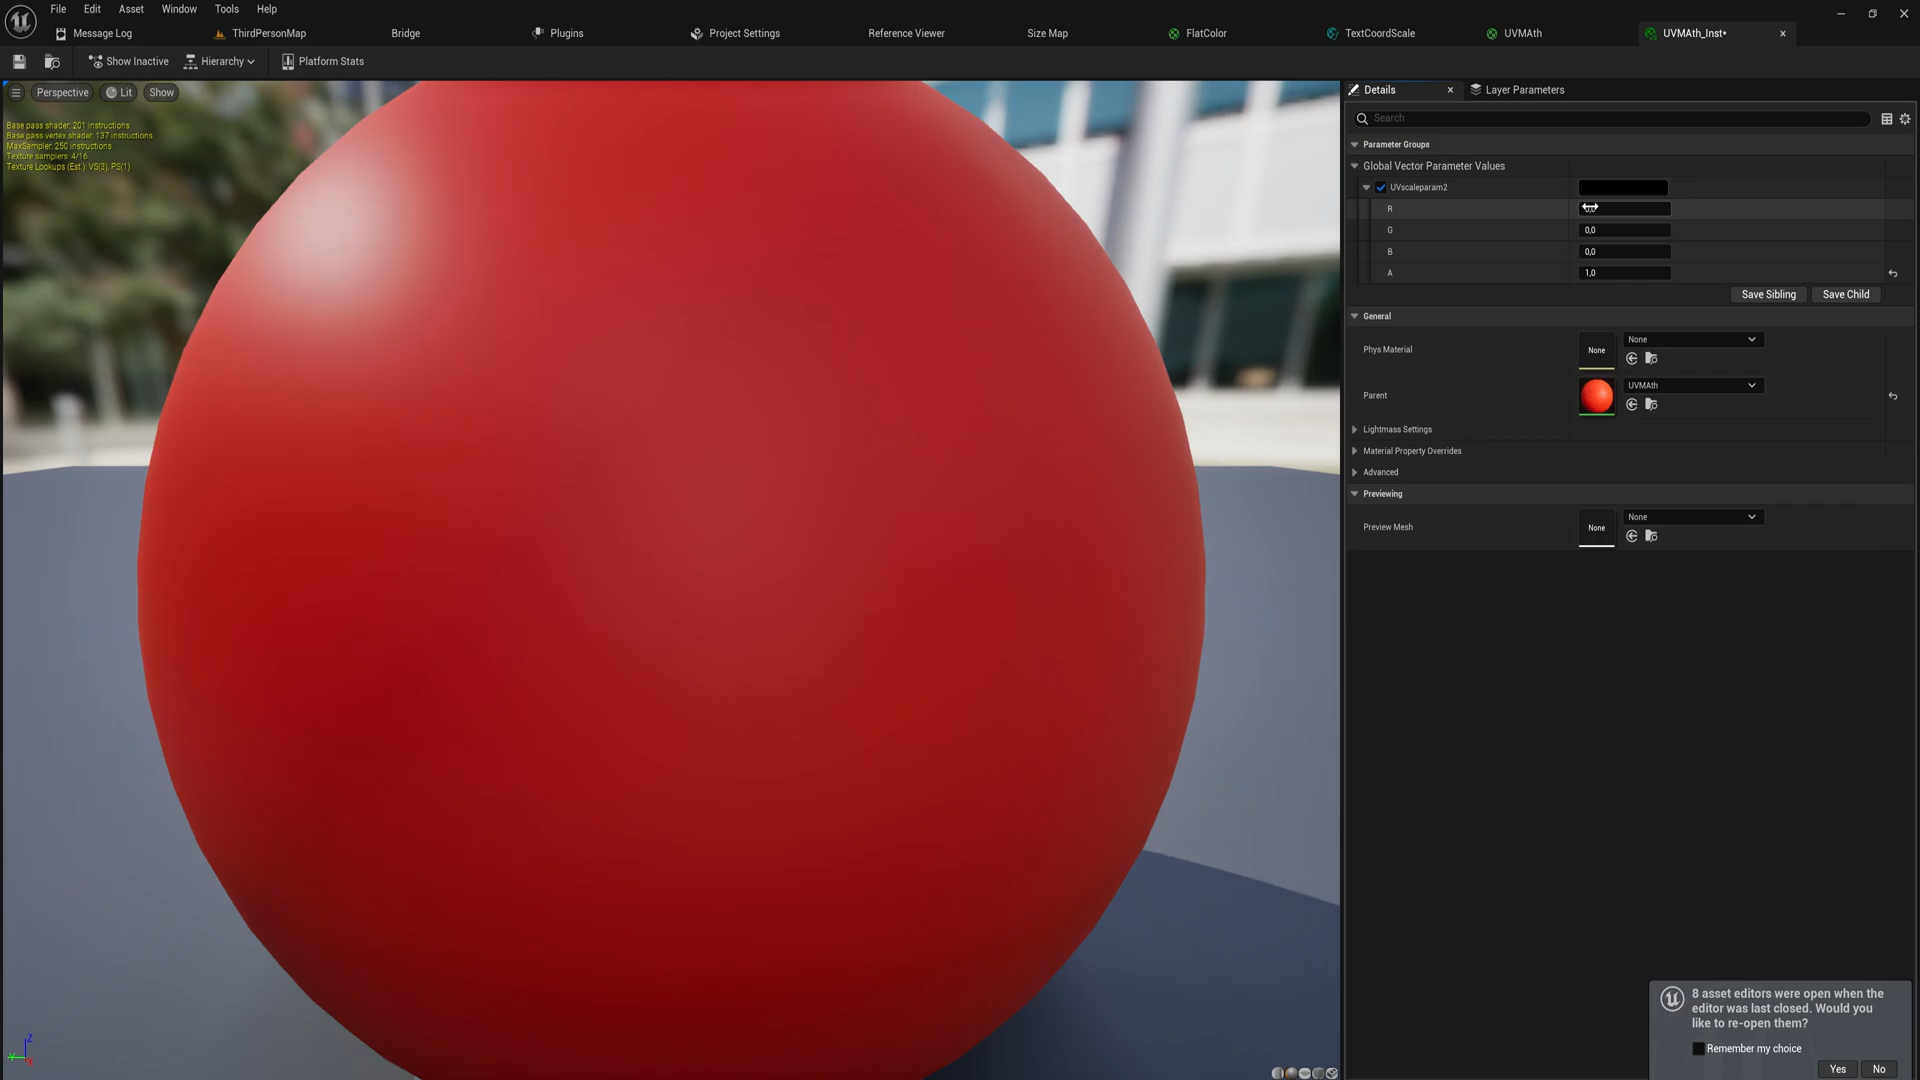 File Edit Asset Window Tools Help
Message Log ThirdPersonMap Bridge Plugins Project Settings Reference Viewer Size Map FlatColor TextCoordScale UVMAth UVMAth_Inst*
Show Inactive Hierarchy Platform Stats
Perspective Lit Show
Base pass shader: 201 instructions
Base pass vertex shader: 137 instructions
MaxSampler: 250 instructions
Texture samplers: 4/16
Texture Lookups (Est.): VS(3), PS(1)
Details Layer Parameters
Search
Parameter Groups
Global Vector Parameter Values
UVscaleparam2
R
G 0,0
B 0,0
A 1,0
Save Sibling Save Child
General
Phys Material None None
Parent UVMAth
Lightmass Settings
Material Property Overrides
Advanced
Previewing
Preview Mesh None None
8 asset editors were open when the
editor was last closed. Would you
like to re-open them?
Remember my choice
Yes No
Z
Y
X